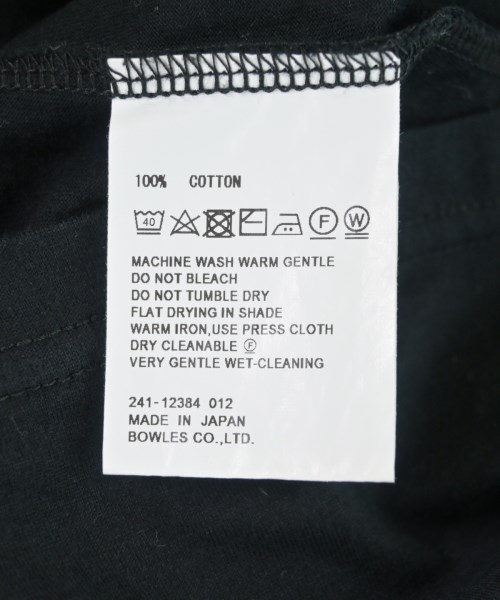 100% COTTON
40 F W
MACHINE WASH WARM GENTLE
DO NOT BLEACH
DO NOT TUMBLE DRY
FLAT DRYING IN SHADE
WARM IRON,USE PRESS CLOTH
DRY CLEANABLE Ⓕ
VERY GENTLE WET-CLEANING
241-12384 012
MADE IN JAPAN
BOWLES CO.,LTD.